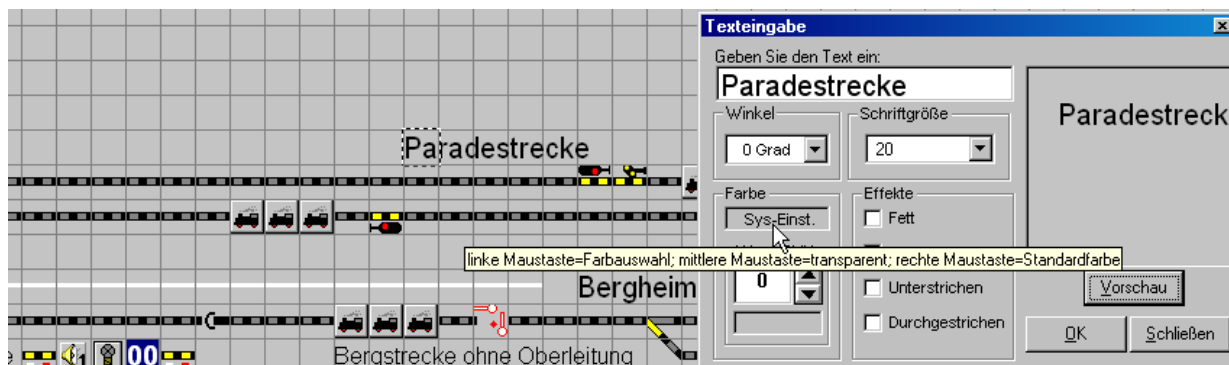 Texteingabe
Geben Sie den Text ein:
Paradestrecke
Winkel
Schriftgröße
0 Grad
20
Paradestreck
Paradestrecke
Farbe
Effekte
Sys-Einst.
Fett
linke Maustaste=Farbauswahl; mittlere Maustaste=transparent; rechte Maustaste=Standardfarbe
Bergheim
0
Unterstrichen
Vorschau
Durchgestrichen
OK
Schließen
1
00
Bergstrecke ohne Oberleitung